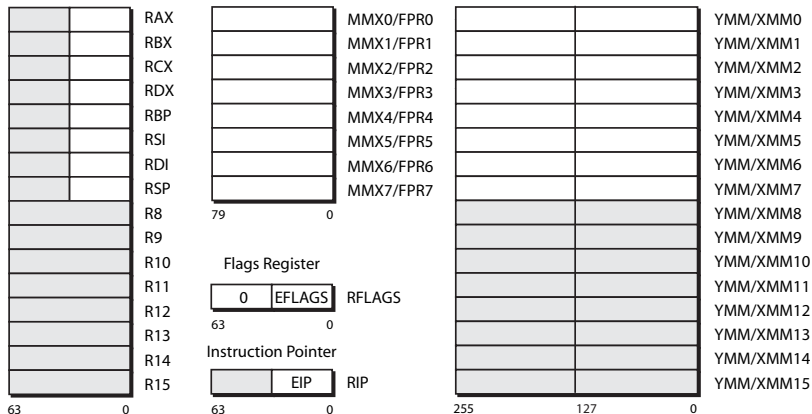 RAX
RBX
RCX
RDX
RBP
RSI
RDI
RSP
R8
R9
R10
R11
R12
R13
R14
R15
63 0
MMX0/FPR0
MMX1/FPR1
MMX2/FPR2
MMX3/FPR3
MMX4/FPR4
MMX5/FPR5
MMX6/FPR6
MMX7/FPR7
79 0
Flags Register
0 EFLAGS RFLAGS
63 0
Instruction Pointer
EIP RIP
63 0
YMM/XMM0
YMM/XMM1
YMM/XMM2
YMM/XMM3
YMM/XMM4
YMM/XMM5
YMM/XMM6
YMM/XMM7
YMM/XMM8
YMM/XMM9
YMM/XMM10
YMM/XMM11
YMM/XMM12
YMM/XMM13
YMM/XMM14
YMM/XMM15
255 127 0